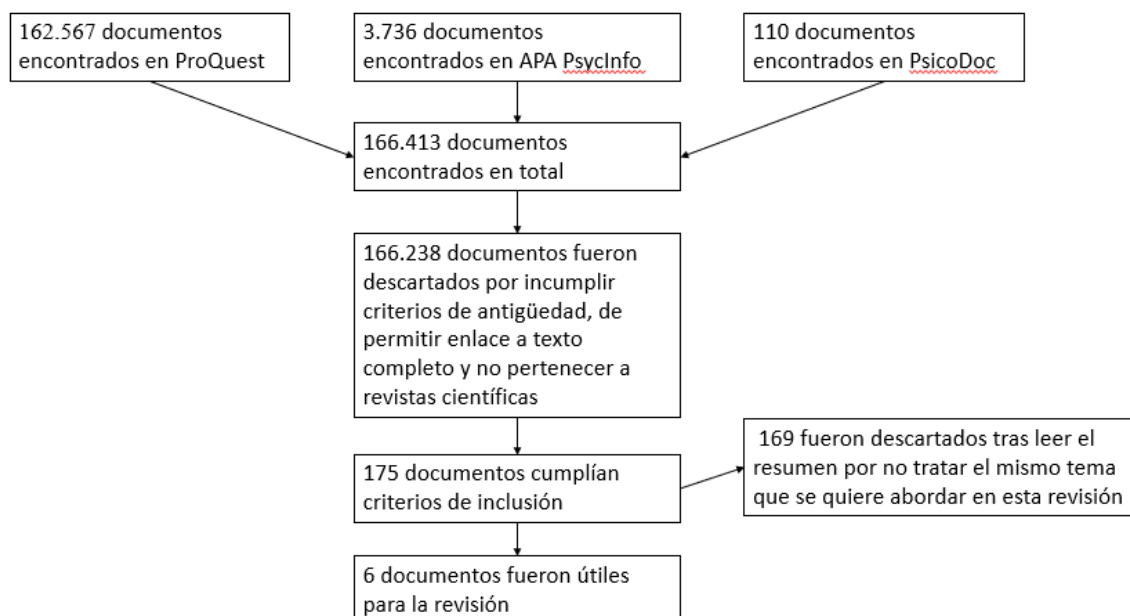 162.567 documentos
encontrados en ProQuest
3.736 documentos
encontrados en APA PsycInfo
110 documentos
encontrados en PsicoDoc
166.413 documentos
encontrados en total
166.238 documentos fueron
descartados por incumplir
criterios de antigüedad, de
permitir enlace a texto
completo y no pertenecer a
revistas científicas
175 documentos cumplían
criterios de inclusión
169 fueron descartados tras leer el
resumen por no tratar el mismo tema
que se quiere abordar en esta revisión
6 documentos fueron útiles
para la revisión